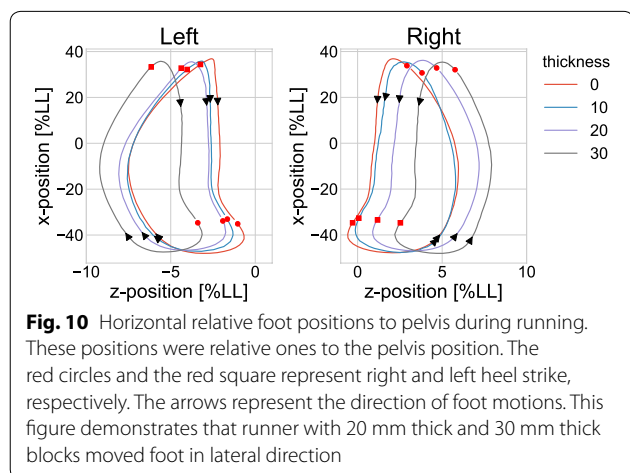 Left
Right
thickness
0
10
20
30
x-position [%LL]
40
20
0
−20
−40
−10
−5
0
z-position [%LL]
x-position [%LL]
40
20
0
−20
−40
0
5
10
z-position [%LL]
Fig. 10 Horizontal relative foot positions to pelvis during running.
These positions were relative ones to the pelvis position. The
red circles and the red square represent right and left heel strike,
respectively. The arrows represent the direction of foot motions. This
figure demonstrates that runner with 20 mm thick and 30 mm thick
blocks moved foot in lateral direction